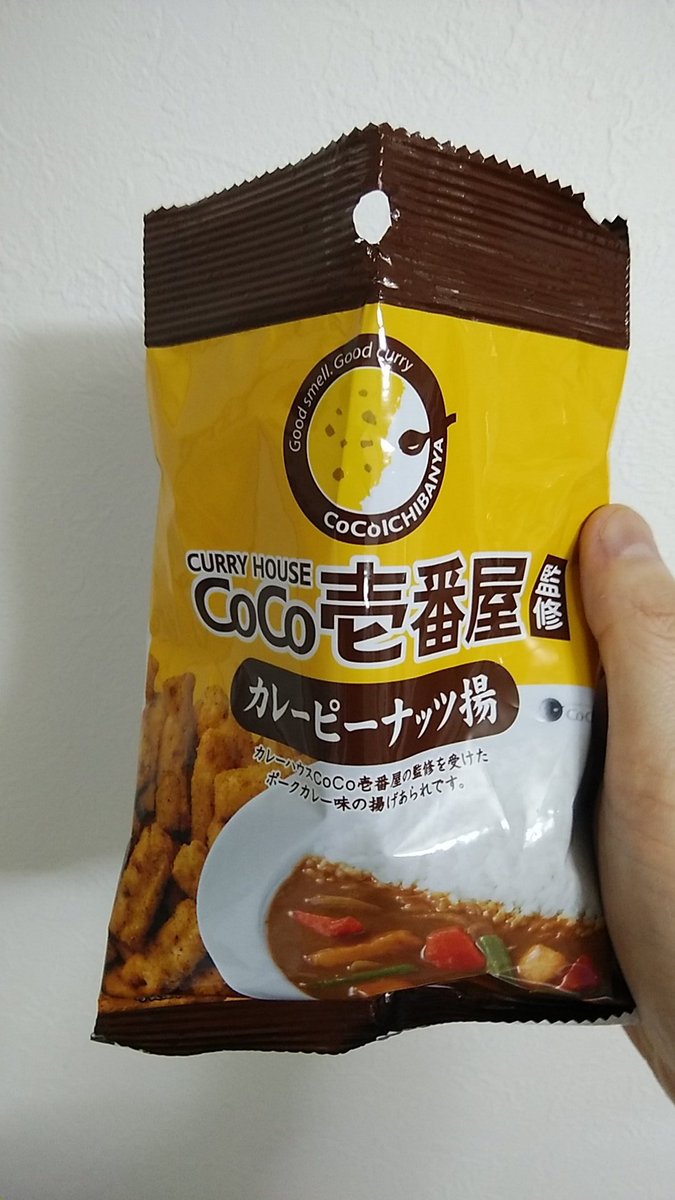 Good smell. Good curry
CoCoICHIBANYA
CURRY HOUSE
CoCo壱番屋
監修
カレーピーナッツ揚
カレーハウスCoCo壱番屋の監修を受けた
ポークカレー味の揚げあられです。